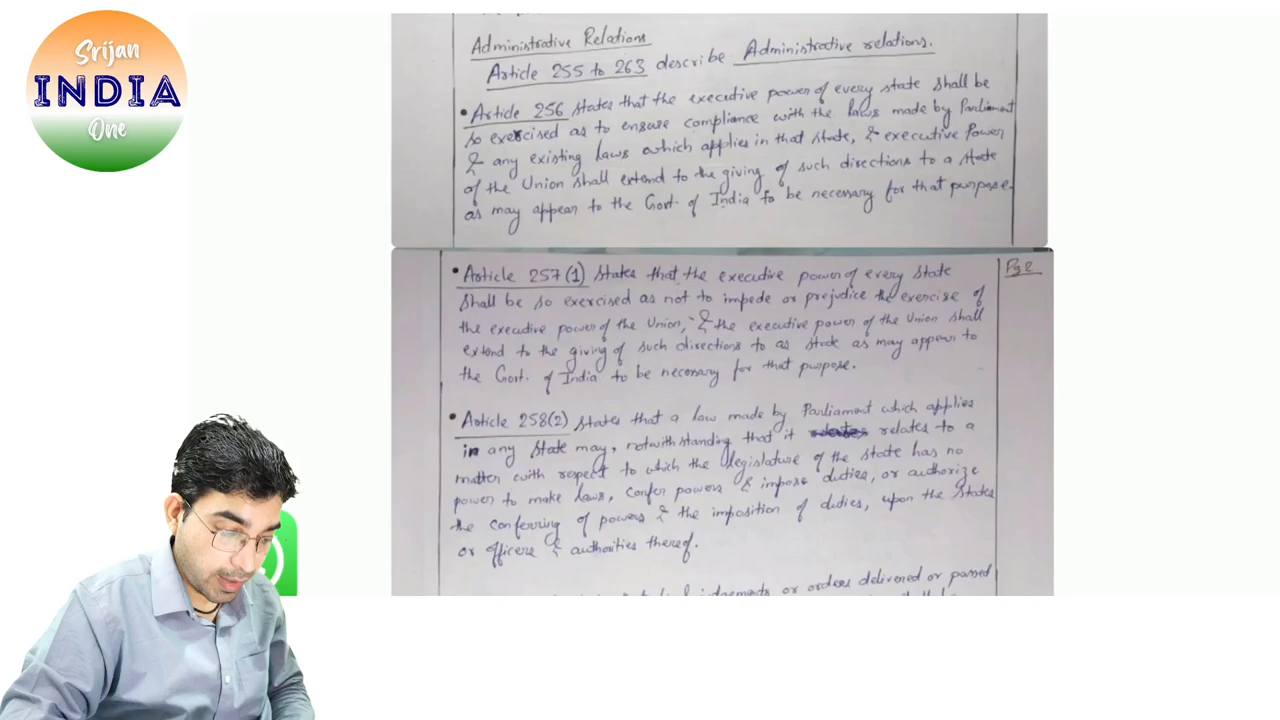 Srijan
INDIA
One
Administrative Relations
Article 255 to 263 describe Administrative relations.
• Article 256 states that the executive power of every state shall be
so exercised as to ensure compliance with the laws made by Parliament
& any existing laws which applies in that state, & executive Power
of the Union shall extend to the giving of such directions to a state
as may appear to the Govt. of India to be necessary for that purpose.
Pg 2
• Article 257(1) states that the executive power of every state
shall be so exercised as not to impede or prejudice the exercise of
the executive power of the Union, & the executive power of the Union shall
extend to the giving of such directions to as state as may appear to
the Govt. of India to be necessary for that purpose.
• Article 258(2) states that a law made by Parliament which applies
in any state may, notwithstanding that it relates to a
matter with respect to which the legislature of the state has no
power to make laws, confer powers & impose duties, or authorize
the conferring of powers & the imposition of duties, upon the states
or officers & authorities thereof.
judgements or orders delivered or passed